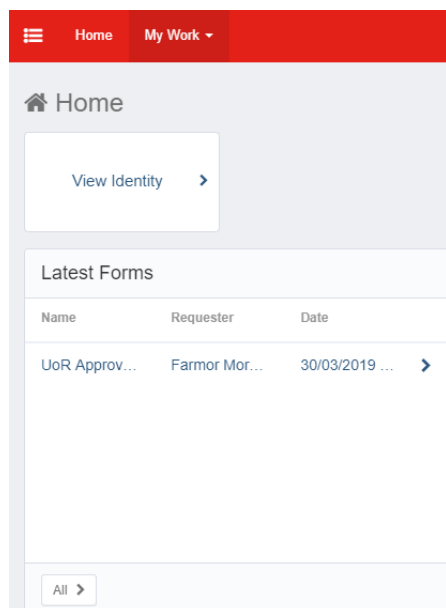 Home My Work
Home
View Identity
Latest Forms
Name Requester Date
UoR Approv... Farmor Mor... 30/03/2019 ...
All